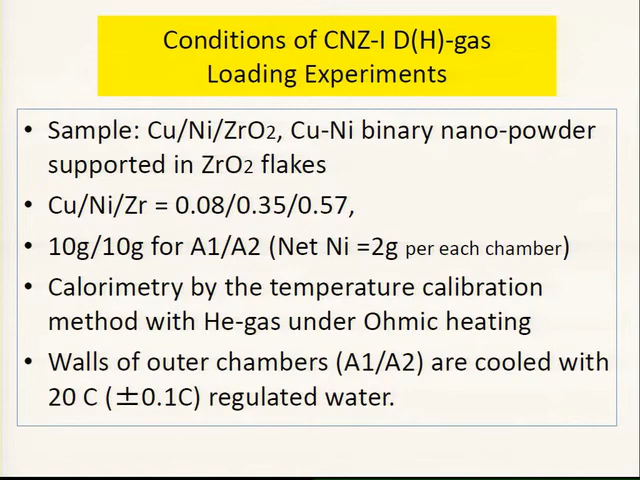 Conditions of CNZ-I D(H)-gas
Loading Experiments
• Sample: Cu/Ni/ZrO2, Cu-Ni binary nano-powder
supported in ZrO2 flakes
• Cu/Ni/Zr = 0.08/0.35/0.57,
• 10g/10g for A1/A2 (Net Ni =2g per each chamber)
• Calorimetry by the temperature calibration
method with He-gas under Ohmic heating
• Walls of outer chambers (A1/A2) are cooled with
20 C (±0.1C) regulated water.